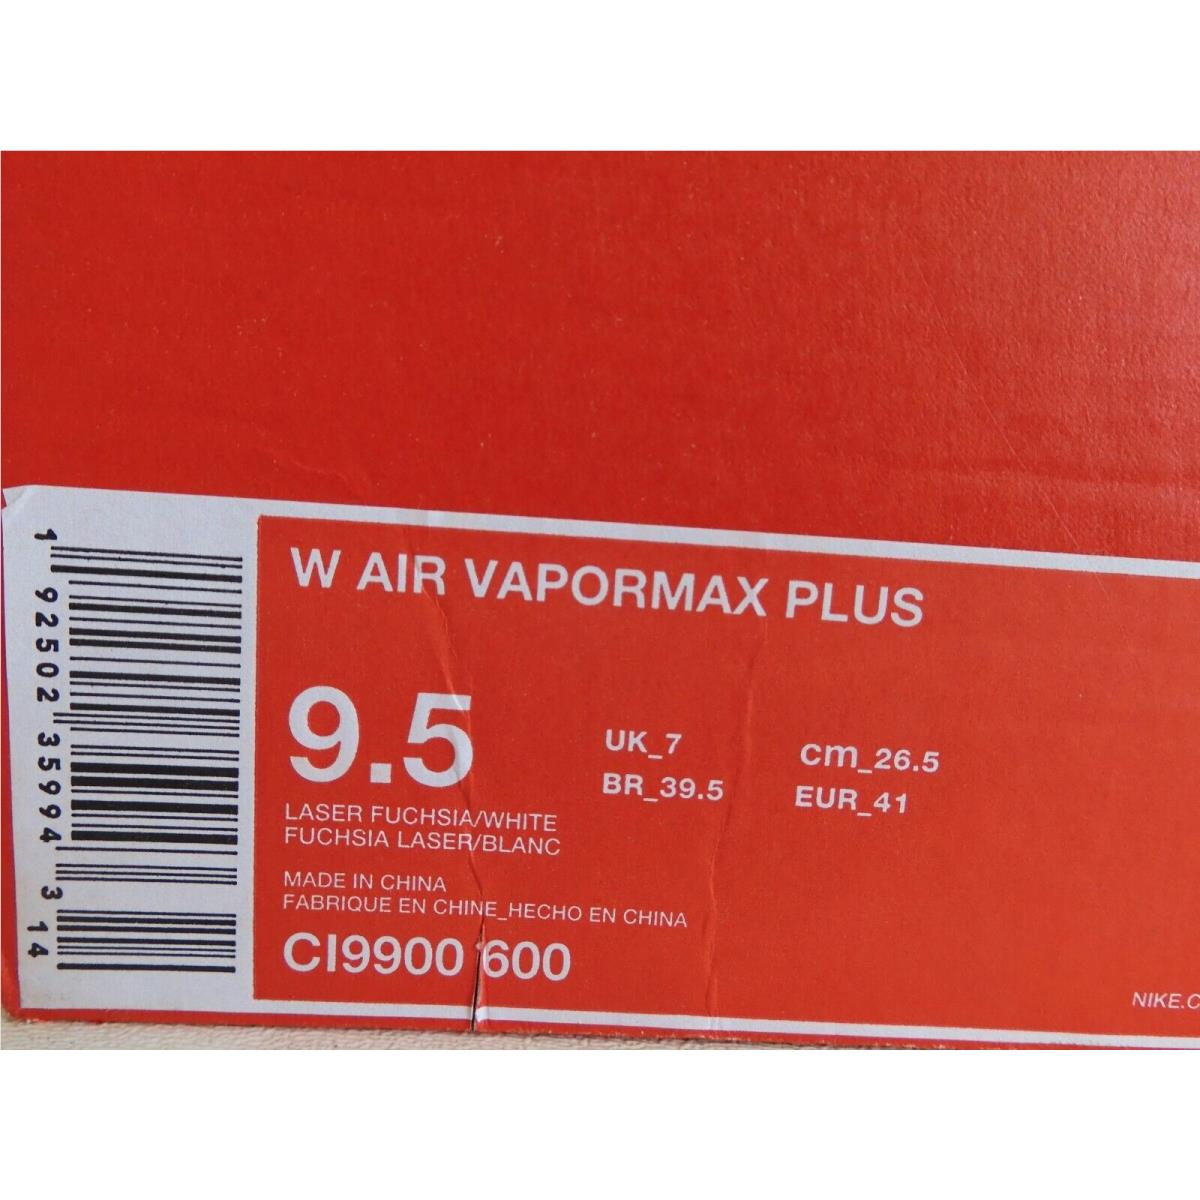 W AIR VAPORMAX PLUS
9.5
UK_7
cm_26.5
BR_39.5
EUR_41
LASER FUCHSIA/WHITE
FUCHSIA LASER/BLANC
MADE IN CHINA
FABRIQUE EN CHINE_HECHO EN CHINA
CI9900 600
NIKE.C
1 92502 35994 3 14